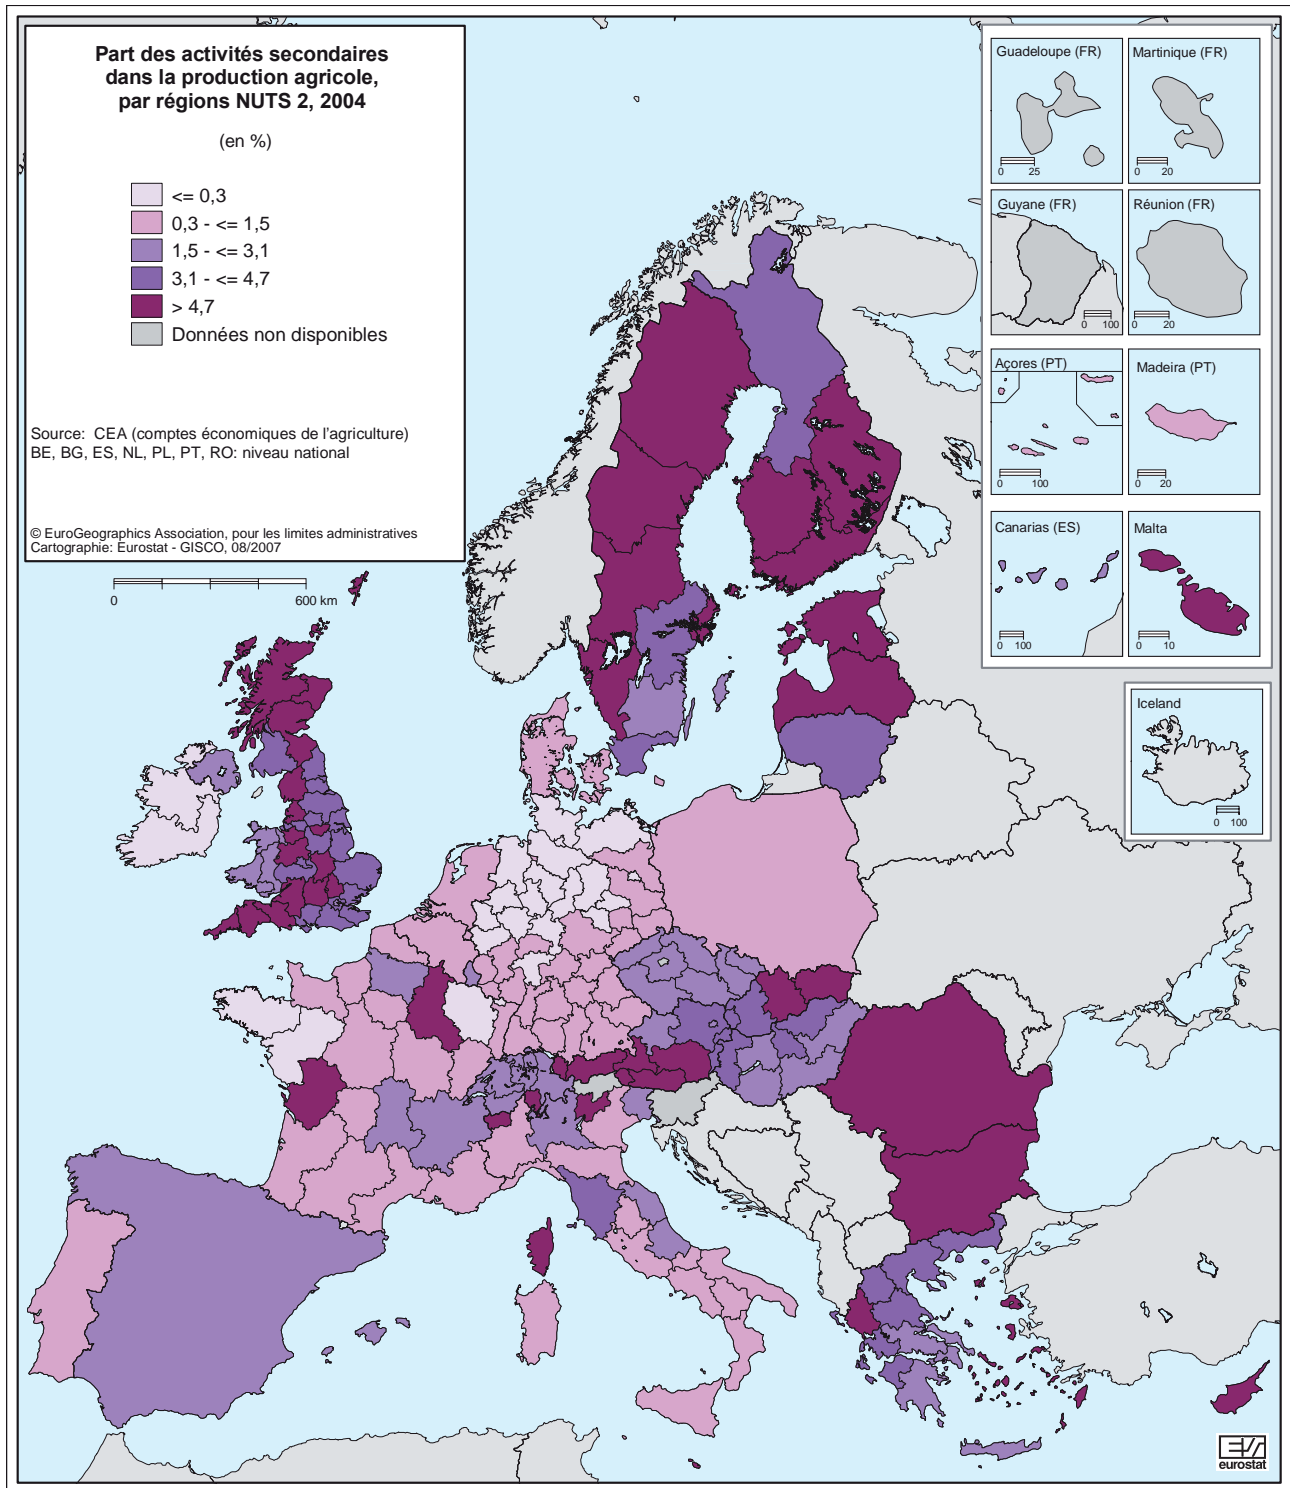 Part des activités secondaires
dans la production agricole,
par régions NUTS 2, 2004
(en %)
<= 0,3
0,3 - <= 1,5
1,5 - <= 3,1
3,1 - <= 4,7
> 4,7
Données non disponibles
Source: CEA (comptes économiques de l'agriculture)
BE, BG, ES, NL, PL, PT, RO: niveau national
© EuroGeographics Association, pour les limites administratives
Cartographie: Eurostat - GISCO, 08/2007
0 600 km
Guadeloupe (FR)
0 25
Martinique (FR)
0 20
Guyane (FR)
0 100
Réunion (FR)
0 20
Açores (PT)
0 100
Madeira (PT)
0 20
Canarias (ES)
0 100
Malta
0 10
Iceland
0 100
eurostat